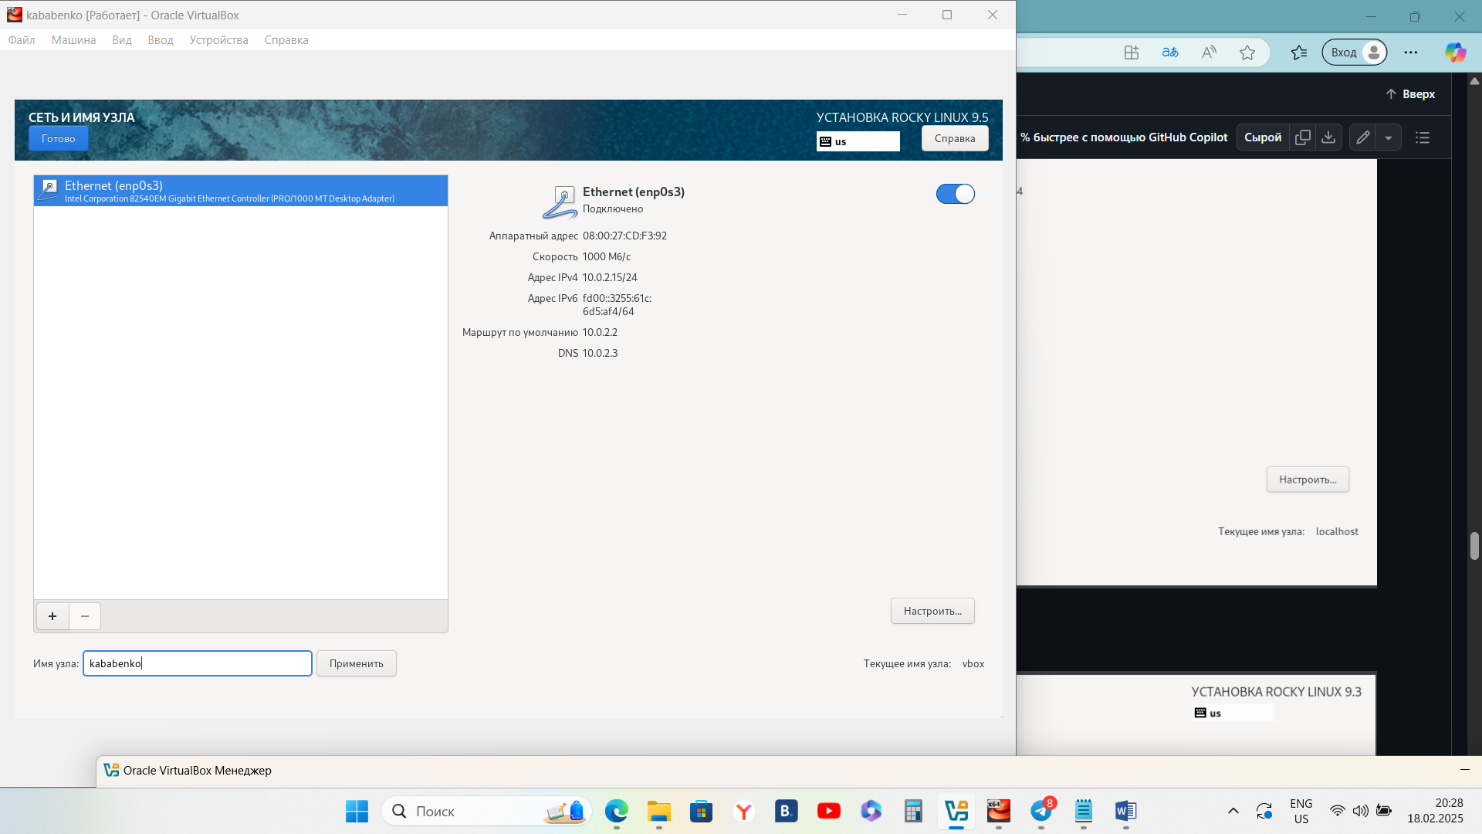 kababenko [Работает] - Oracle VirtualBox
Файл Машина Вид Ввод Устройства Справка
СЕТЬ И ИМЯ УЗЛА
Готово
УСТАНОВКА ROCKY LINUX 9.5
us
Справка
Ethernet (enp0s3)
Intel Corporation 82540EM Gigabit Ethernet Controller (PRO/1000 MT Desktop Adapter)
Ethernet (enp0s3)
Подключено
Аппаратный адрес 08:00:27:CD:F3:92
Скорость 1000 Мб/с
Адрес IPv4 10.0.2.15/24
Адрес IPv6 fd00::3255:61c:
6d5:af4/64
Маршрут по умолчанию 10.0.2.2
DNS 10.0.2.3
+ −
Настроить...
Имя узла: kababenko Применить
Текущее имя узла: vbox
Вход
Вверх
% быстрее с помощью GitHub Copilot
Сырой
4
Настроить...
Текущее имя узла: localhost
УСТАНОВКА ROCKY LINUX 9.3
us
Oracle VirtualBox Менеджер
Поиск
B.
x64
8
ENG
US
20:28
18.02.2025